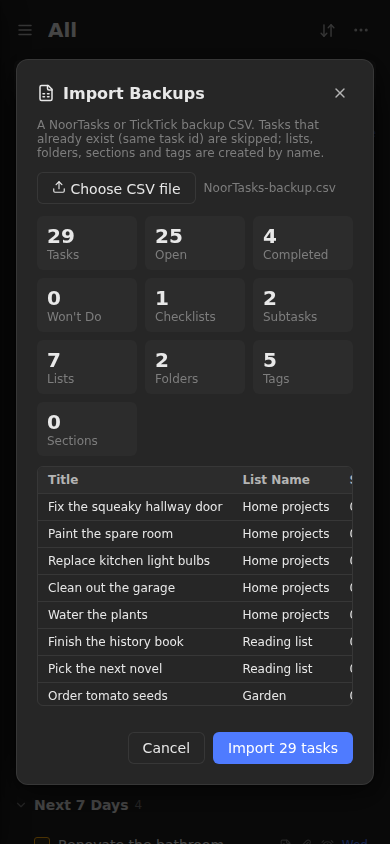 All
Import Backups
A NoorTasks or TickTick backup CSV. Tasks that
already exist (same task id) are skipped; lists,
folders, sections and tags are created by name.
Choose CSV file NoorTasks-backup.csv
29 25 4
Tasks Open Completed
0 1 2
Won't Do Checklists Subtasks
7 2 5
Lists Folders Tags
0
Sections
Title List Name
Fix the squeaky hallway door Home projects
Paint the spare room Home projects
Replace kitchen light bulbs Home projects
Clean out the garage Home projects
Water the plants Home projects
Finish the history book Reading list
Pick the next novel Reading list
Order tomato seeds Garden
Cancel Import 29 tasks
Next 7 Days 4
Renovate the bathroom Wed